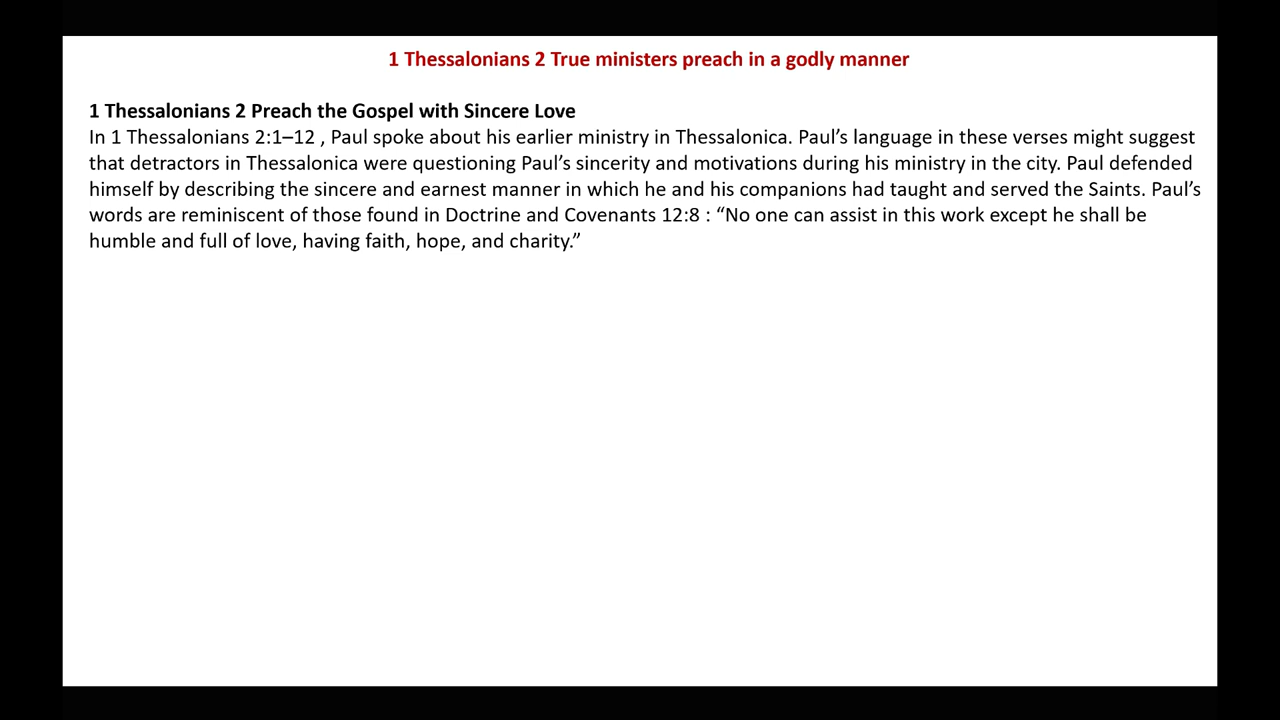 1 Thessalonians 2 True ministers preach in a godly manner
1 Thessalonians 2 Preach the Gospel with Sincere Love
In 1 Thessalonians 2:1–12 , Paul spoke about his earlier ministry in Thessalonica. Paul’s language in these verses might suggest
that detractors in Thessalonica were questioning Paul’s sincerity and motivations during his ministry in the city. Paul defended
himself by describing the sincere and earnest manner in which he and his companions had taught and served the Saints. Paul’s
words are reminiscent of those found in Doctrine and Covenants 12:8 : “No one can assist in this work except he shall be
humble and full of love, having faith, hope, and charity.”